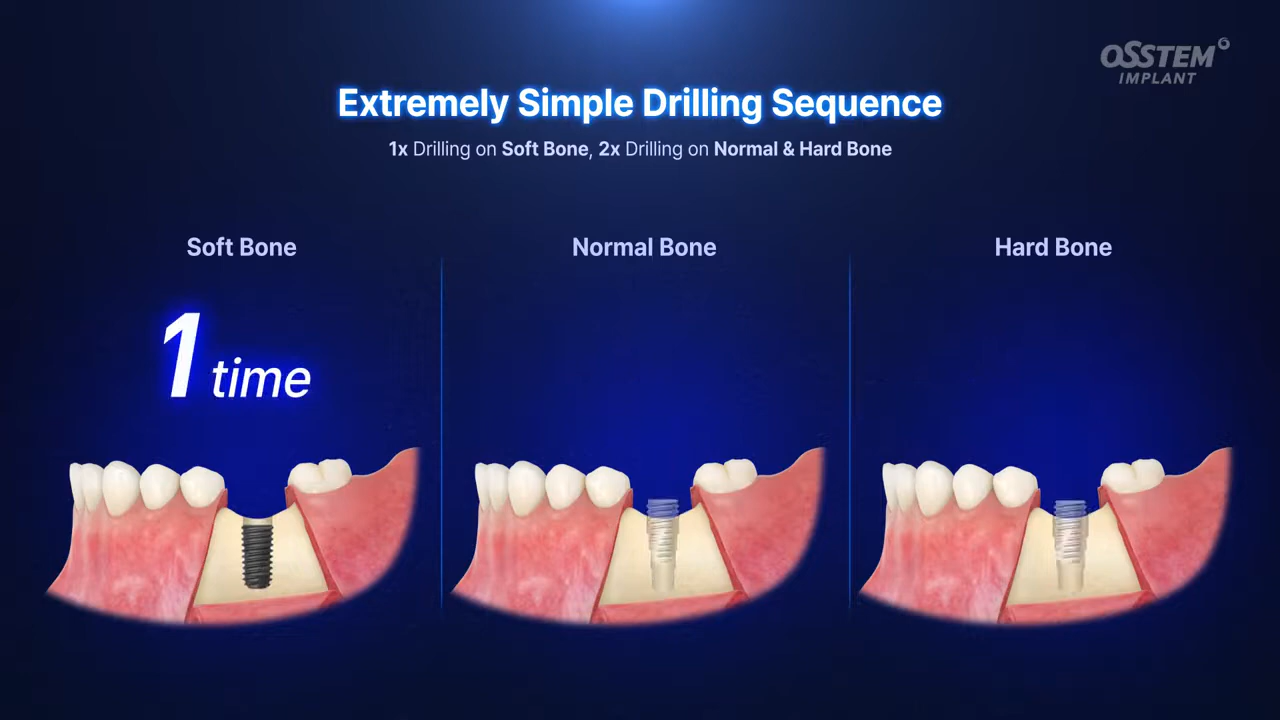 OSSTEM
IMPLANT
Extremely Simple Drilling Sequence
1x Drilling on Soft Bone, 2x Drilling on Normal & Hard Bone
Soft Bone
Normal Bone
Hard Bone
1 time